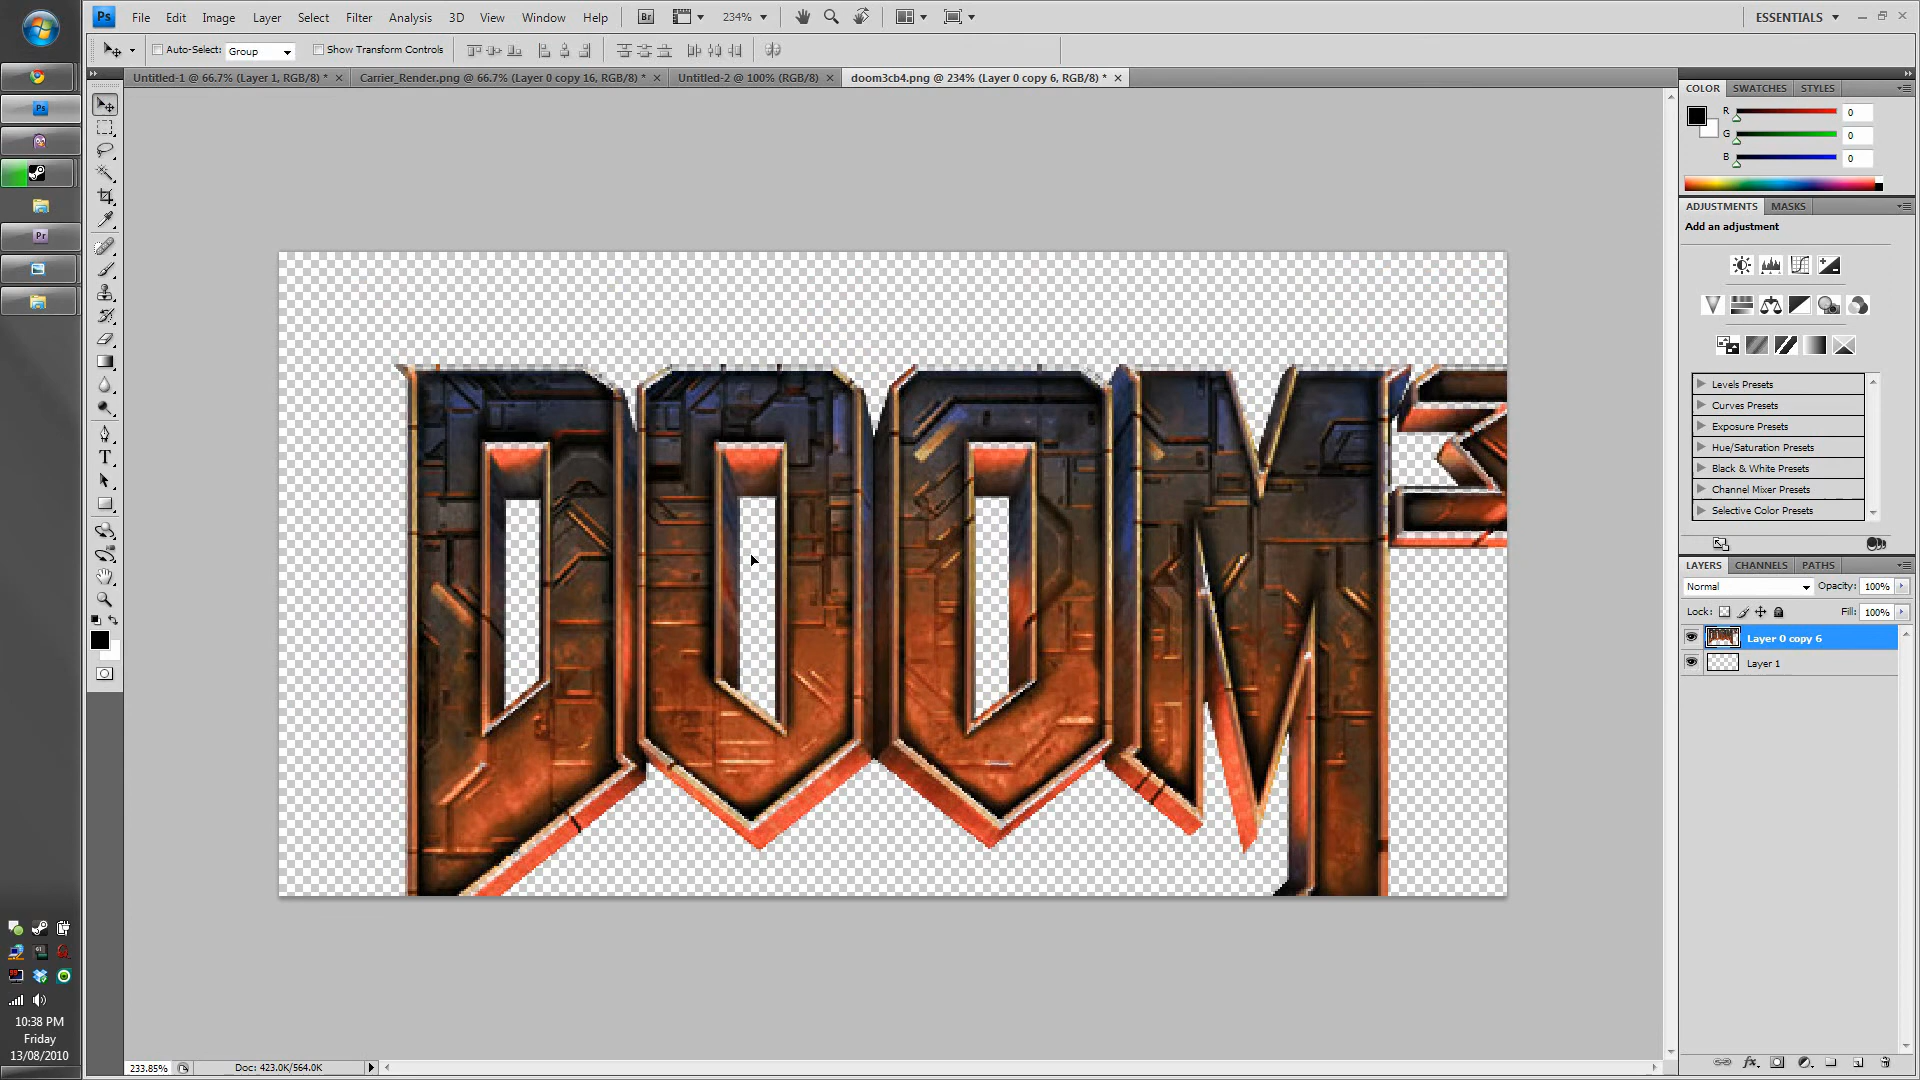 Ps File Edit Image Layer Select Filter Analysis 3D View Window Help Br 234% ESSENTIALS
Auto-Select: Group Show Transform Controls
Untitled-1 @ 66.7% (Layer 1, RGB/8) * Carrier_Render.png @ 66.7% (Layer 0 copy 16, RGB/8) * Untitled-2 @ 100% (RGB/8) doom3cb4.png @ 234% (Layer 0 copy 6, RGB/8) *
COLOR SWATCHES STYLES
R 0
G 0
B 0
Ps
Pr
ADJUSTMENTS MASKS
Add an adjustment
DOOM3
Levels Presets
Curves Presets
Exposure Presets
Hue/Saturation Presets
Black & White Presets
Channel Mixer Presets
Selective Color Presets
LAYERS CHANNELS PATHS
Normal Opacity: 100%
Lock: Fill: 100%
Layer 0 copy 6
Layer 1
10:38 PM
Friday
13/08/2010
233.85% Doc: 423.0K/564.0K